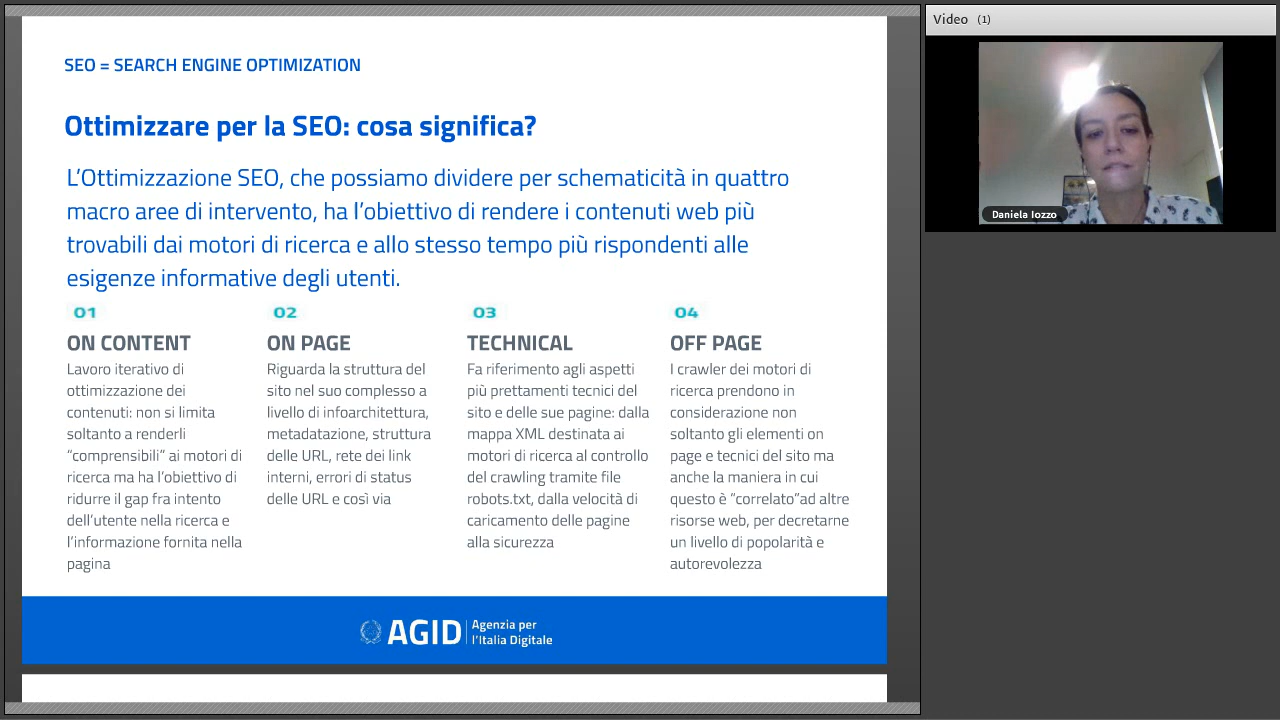 SEO = SEARCH ENGINE OPTIMIZATION
Ottimizzare per la SEO: cosa significa?
L'Ottimizzazione SEO, che possiamo dividere per schematicità in quattro
macro aree di intervento, ha l'obiettivo di rendere i contenuti web più
trovabili dai motori di ricerca e allo stesso tempo più rispondenti alle
esigenze informative degli utenti.
01
ON CONTENT
Lavoro iterativo di
ottimizzazione dei
contenuti: non si limita
soltanto a renderli
"comprensibili" ai motori di
ricerca ma ha l'obiettivo di
ridurre il gap fra intento
dell'utente nella ricerca e
l'informazione fornita nella
pagina
02
ON PAGE
Riguarda la struttura del
sito nel suo complesso a
livello di infoarchitettura,
metadatazione, struttura
delle URL, rete dei link
interni, errori di status
delle URL e così via
03
TECHNICAL
Fa riferimento agli aspetti
più prettamenti tecnici del
sito e delle sue pagine: dalla
mappa XML destinata ai
motori di ricerca al controllo
del crawling tramite file
robots.txt, dalla velocità di
caricamento delle pagine
alla sicurezza
04
OFF PAGE
I crawler dei motori di
ricerca prendono in
considerazione non
soltanto gli elementi on
page e tecnici del sito ma
anche la maniera in cui
questo è "correlato"ad altre
risorse web, per decretarne
un livello di popolarità e
autorevolezza
AGID
Agenzia per
l'Italia Digitale
Video (1)
Daniela Iozzo